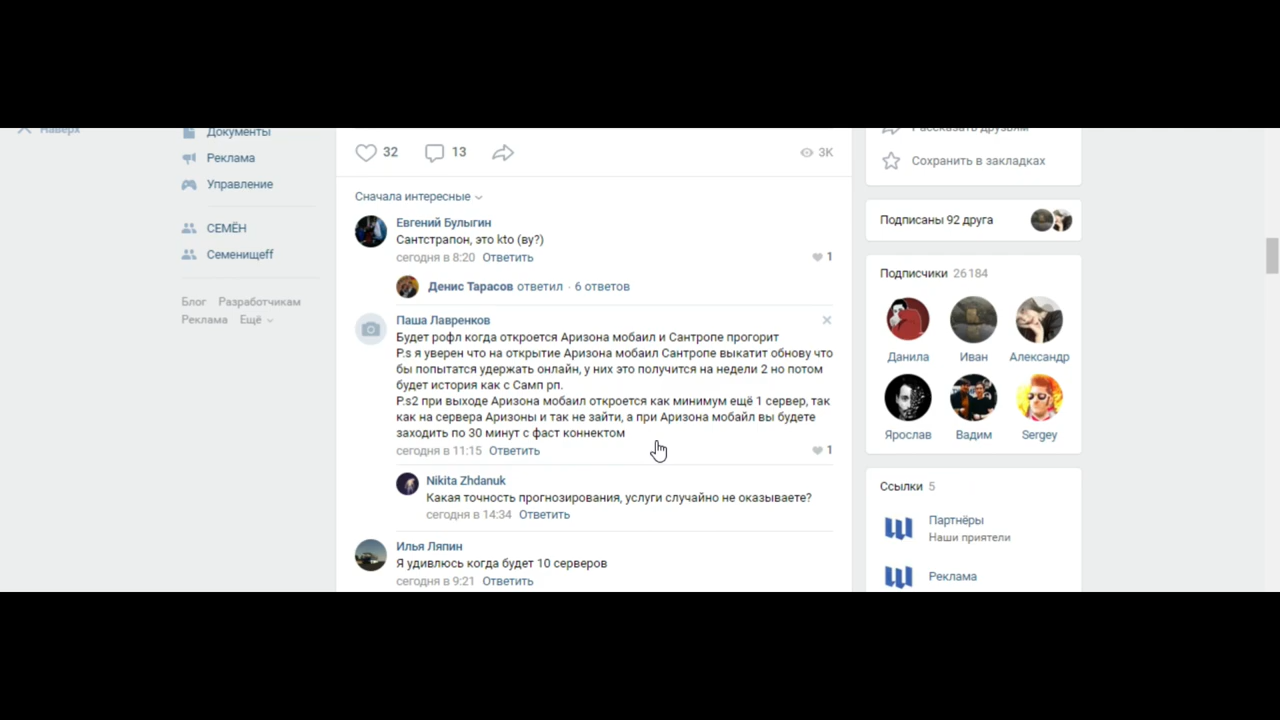 Наверх
Документы
Реклама
Управление
СЕМЁН
Семенищеff
Блог Разработчикам
Реклама Ещё
32 13 3K
Сначала интересные
Евгений Булыгин
Сантстрапон, это kto (ву?)
сегодня в 8:20 Ответить 1
Денис Тарасов ответил · 6 ответов
Паша Лавренков
Будет рофл когда откроется Аризона мобаил и Сантропе прогорит
P.s я уверен что на открытие Аризона мобаил Сантропе выкатит обнову что
бы попытатся удержать онлайн, у них это получится на недели 2 но потом
будет история как с Самп рп.
P.s2 при выходе Аризона мобаил откроется как минимум ещё 1 сервер, так
как на сервера Аризоны и так не зайти, а при Аризона мобайл вы будете
заходить по 30 минут с фаст коннектом
сегодня в 11:15 Ответить 1
Nikita Zhdanuk
Какая точность прогнозирования, услуги случайно не оказываете?
сегодня в 14:34 Ответить
Илья Ляпин
Я удивлюсь когда будет 10 серверов
сегодня в 9:21 Ответить
Рассказать друзьям
Сохранить в закладках
Подписаны 92 друга
Подписчики 26 184
Данила Иван Александр
Ярослав Вадим Sergey
Ссылки 5
Партнёры
Наши приятели
Реклама